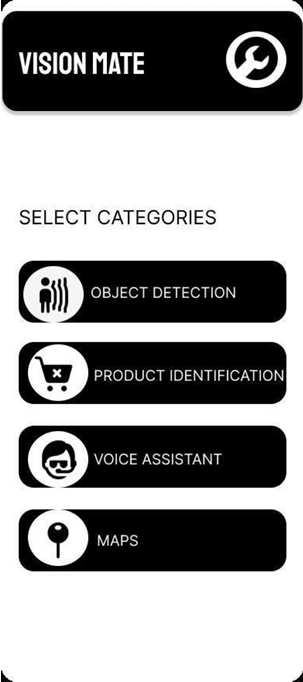 VISION MATE
SELECT CATEGORIES
OBJECT DETECTION
PRODUCT IDENTIFICATION
VOICE ASSISTANT
MAPS